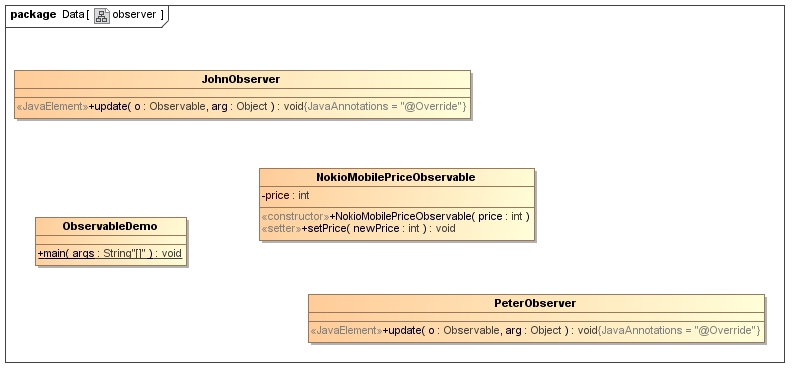 package Data[ observer ]
JohnObserver
«JavaElement»+update( o : Observable, arg : Object ) : void{JavaAnnotations = "@Override"}
NokioMobilePriceObservable
-price : int
«constructor»+NokioMobilePriceObservable( price : int )
«setter»+setPrice( newPrice : int ) : void
ObservableDemo
+main( args : String"[]" ) : void
PeterObserver
«JavaElement»+update( o : Observable, arg : Object ) : void{JavaAnnotations = "@Override"}